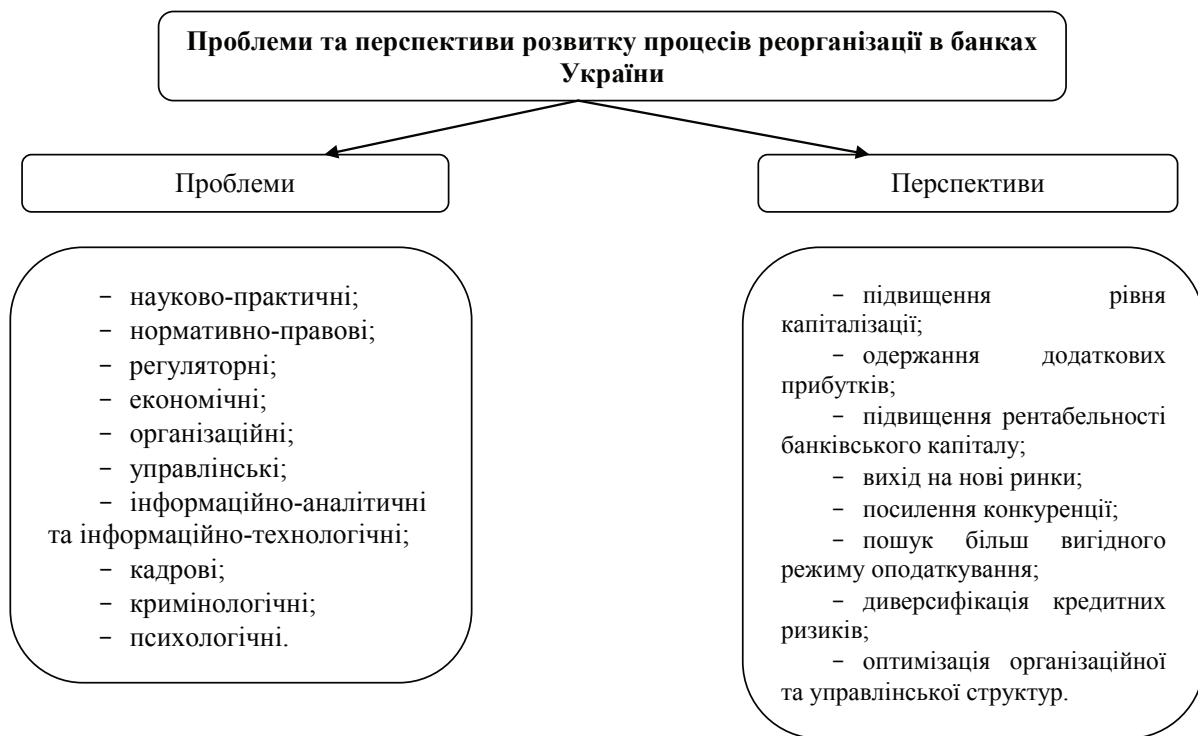 Проблеми та перспективи розвитку процесів реорганізації в банках
України
Проблеми
Перспективи
− науково-практичні;
− нормативно-правові;
− регуляторні;
− економічні;
− організаційні;
− управлінські;
− інформаційно-аналітичні
та інформаційно-технологічні;
− кадрові;
− кримінологічні;
− психологічні.
− підвищення рівня
капіталізації;
− одержання додаткових
прибутків;
− підвищення рентабельності
банківського капіталу;
− вихід на нові ринки;
− посилення конкуренції;
− пошук більш вигідного
режиму оподаткування;
− диверсифікація кредитних
ризиків;
− оптимізація організаційної
та управлінської структур.